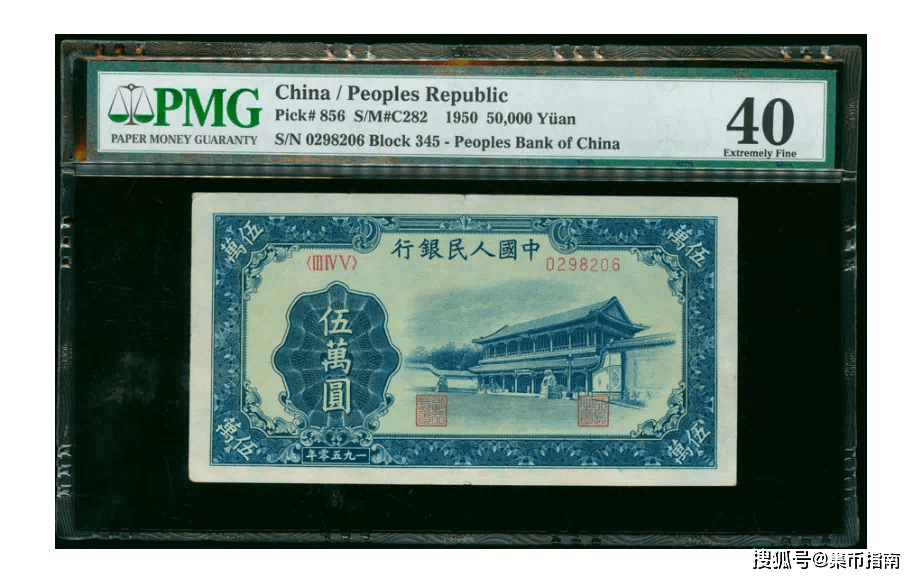 PMG
PAPER MONEY GUARANTY
China / Peoples Republic
Pick# 856 S/M#C282 1950 50,000 Yüan
S/N 0298206 Block 345 - Peoples Bank of China
40
Extremely Fine
伍萬
行銀民人國中
伍萬
〈ⅢⅣⅤ〉
0298206
伍萬圓
萬伍
年零五九一
萬伍
搜狐号@集币指南